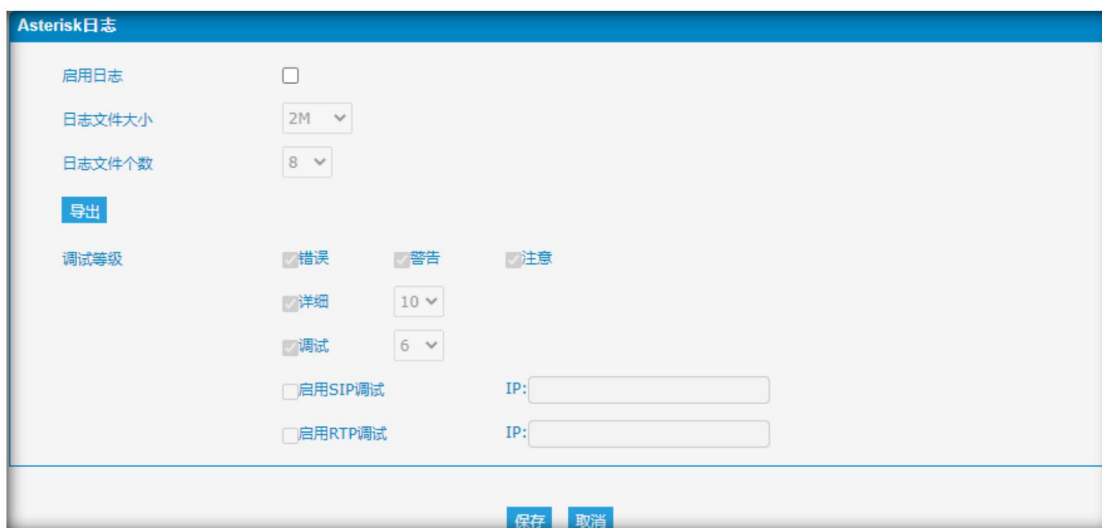 Asterisk日志
启用日志
日志文件大小 2M
日志文件个数 8
导出
调试等级 错误 警告 注意
详细 10
调试 6
启用SIP调试 IP:
启用RTP调试 IP:
保存 取消